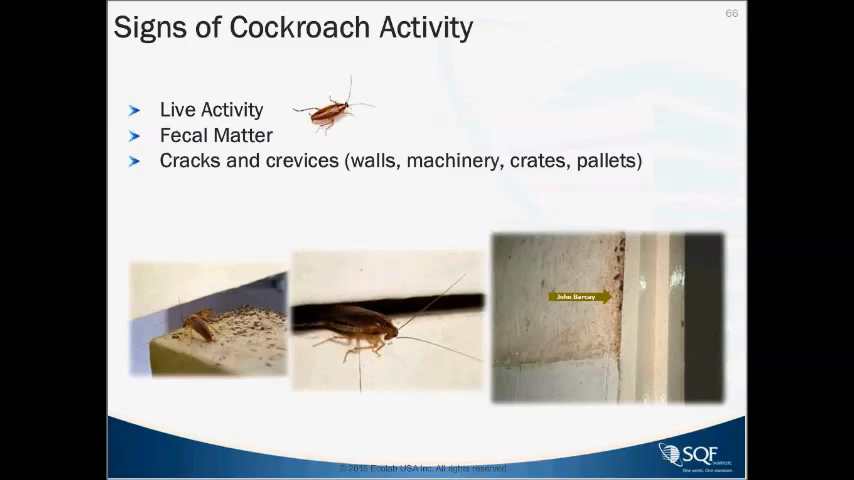 66
Signs of Cockroach Activity
Live Activity
Fecal Matter
Cracks and crevices (walls, machinery, crates, pallets)
John Barcay
SQF
INSTITUTE
One world. One standard.
© 2015 Ecolab USA Inc. All rights reserved.